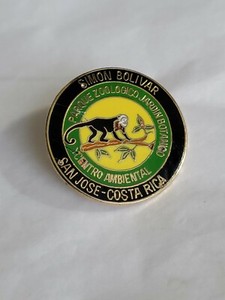 SIMON BOLIVAR
PARQUE ZOOLOGICO JARDIN BOTANICO
CENTRO AMBIENTAL
SAN JOSE-COSTA RICA